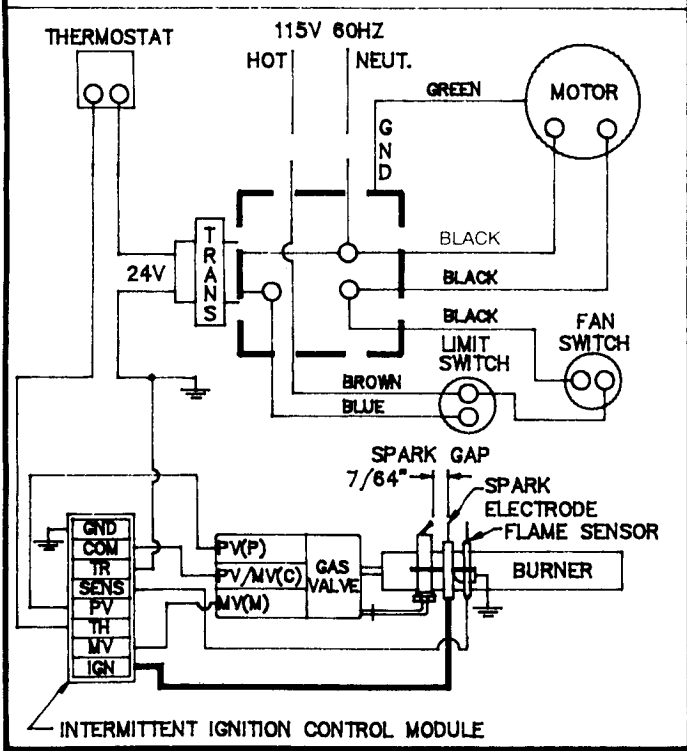 115V 60HZ
THERMOSTAT
HOT
NEUT.
GREEN
MOTOR
GND
TRANS
24V
BLACK
BLACK
BLACK
LIMIT
SWITCH
FAN
SWITCH
BROWN
BLUE
SPARK GAP
7/64"
SPARK
ELECTRODE
FLAME SENSOR
GND
COM
TR
SENS
PV
TH
MV
IGN
PV(P)
PV/MV(C)
MV(M)
GAS
VALVE
BURNER
INTERMITTENT IGNITION CONTROL MODULE